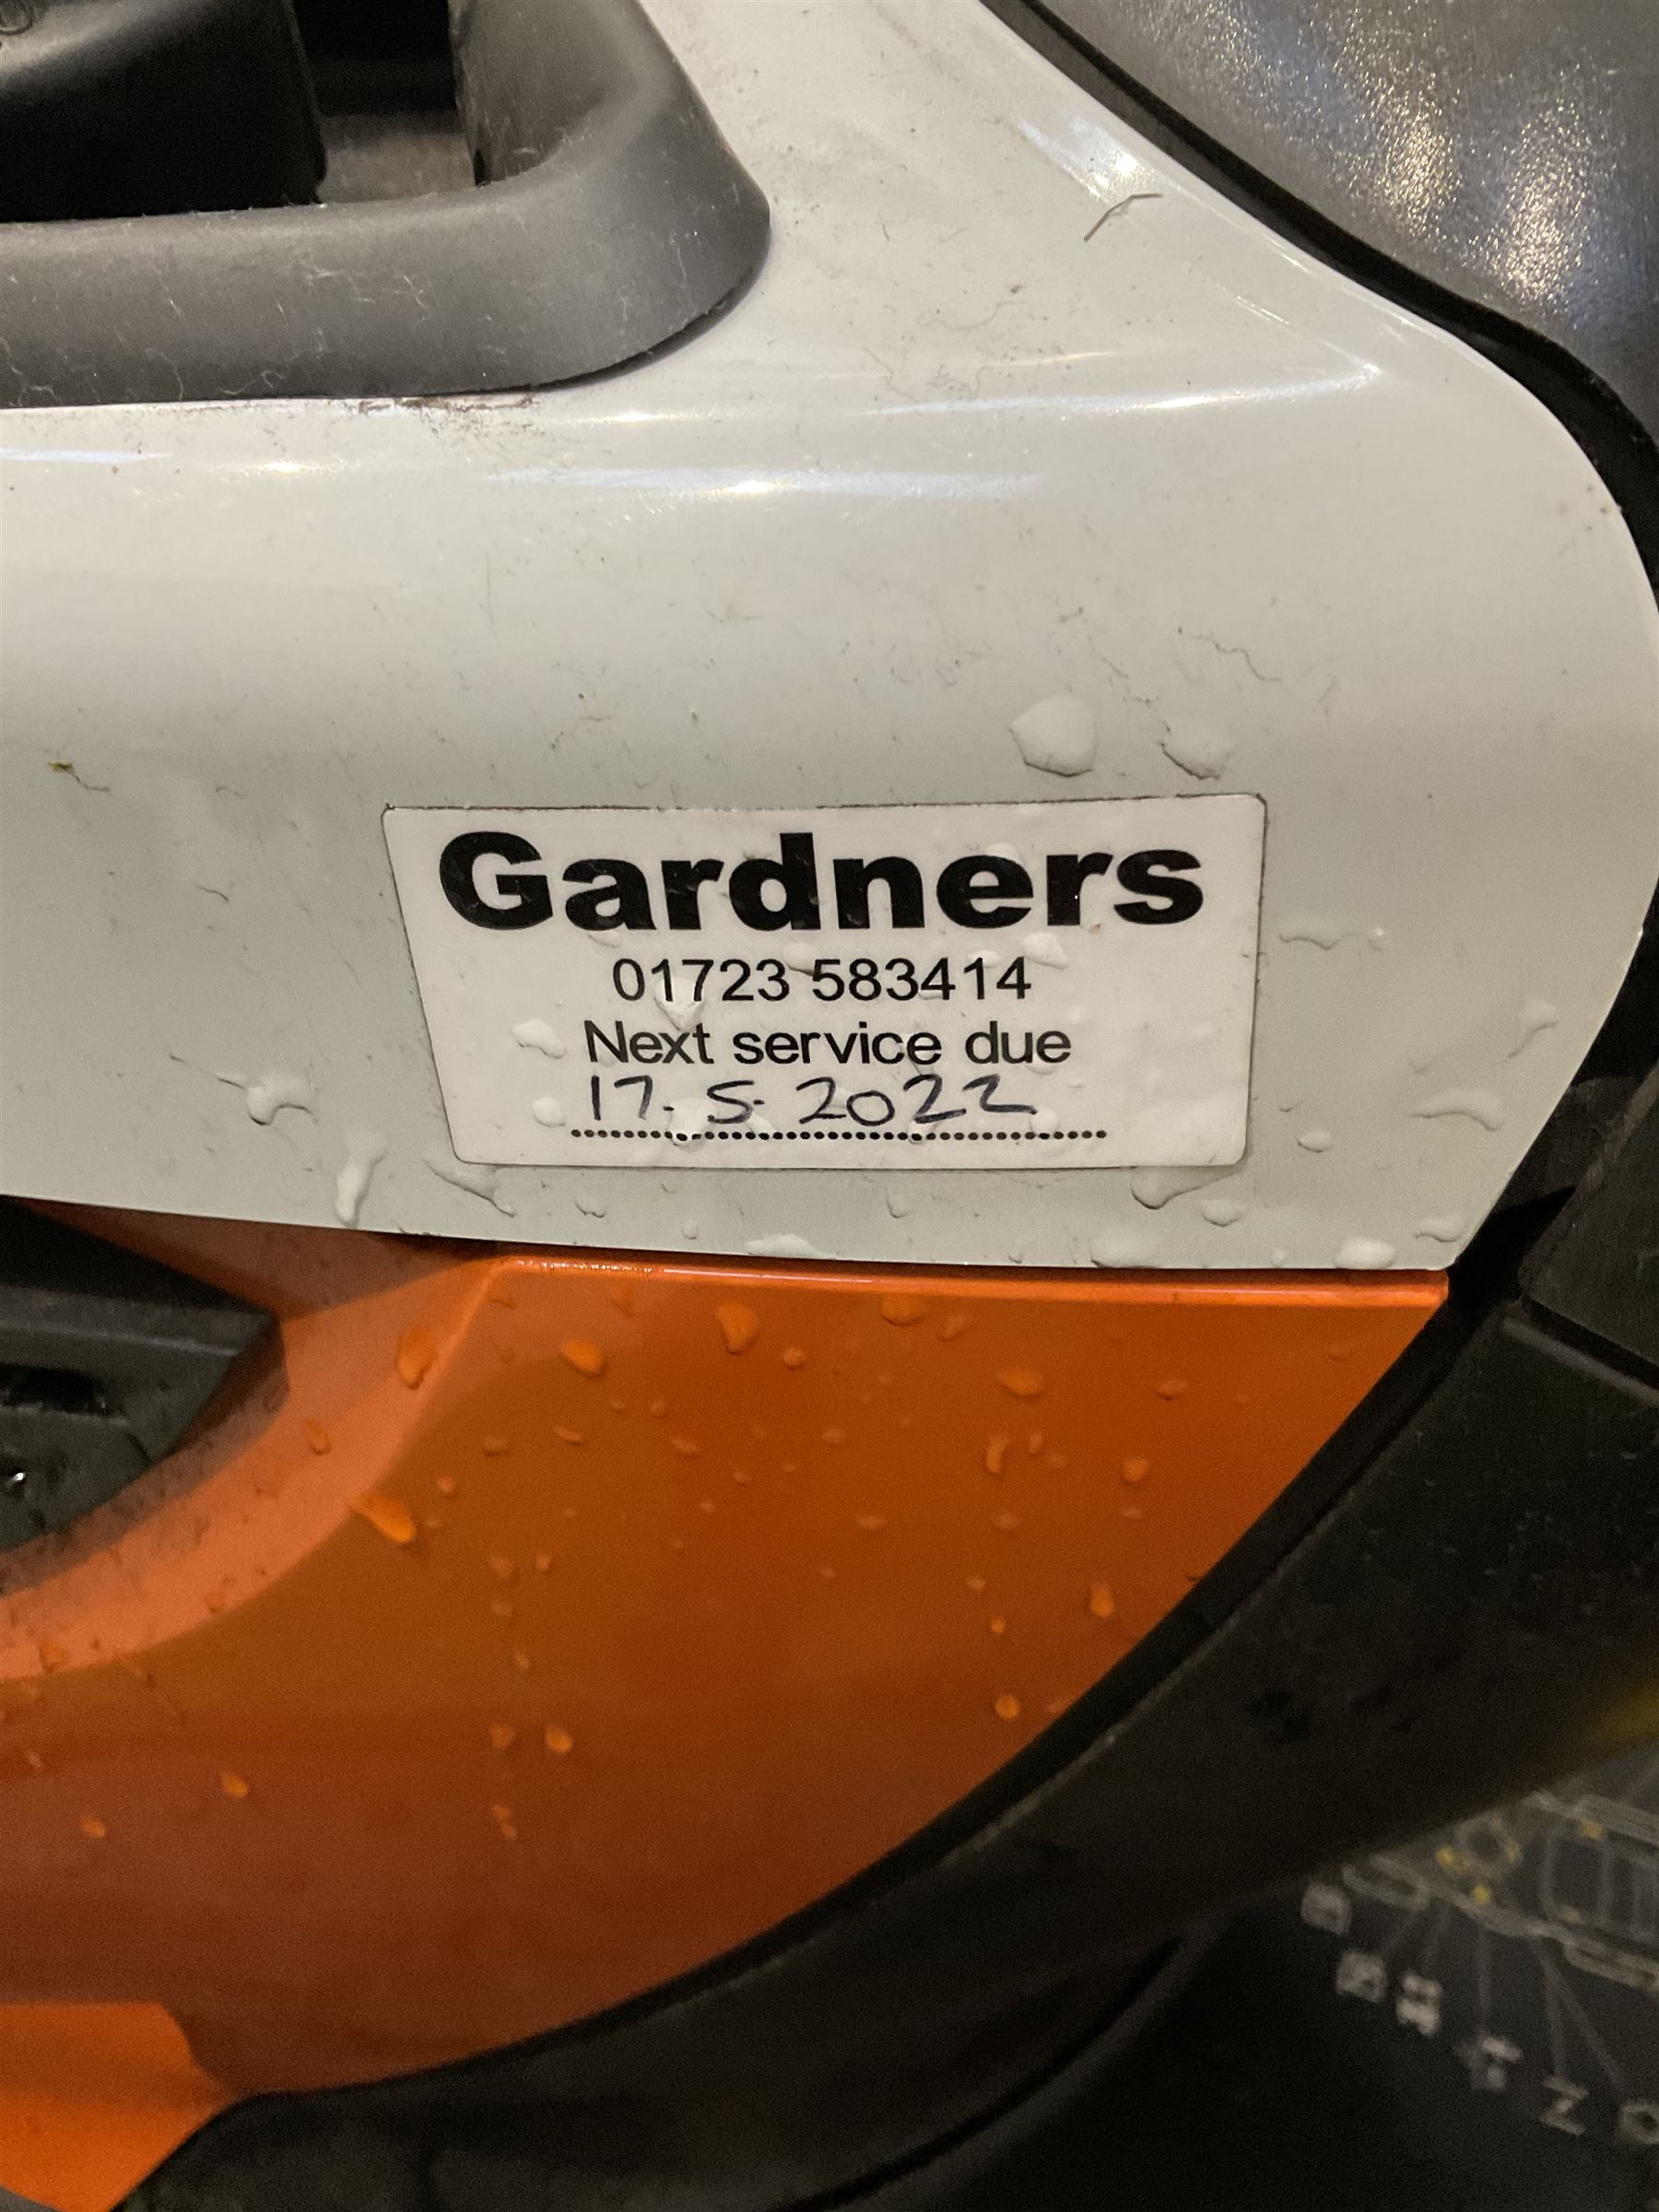 Gardners
01723 583414
Next service due
17. 5. 2022